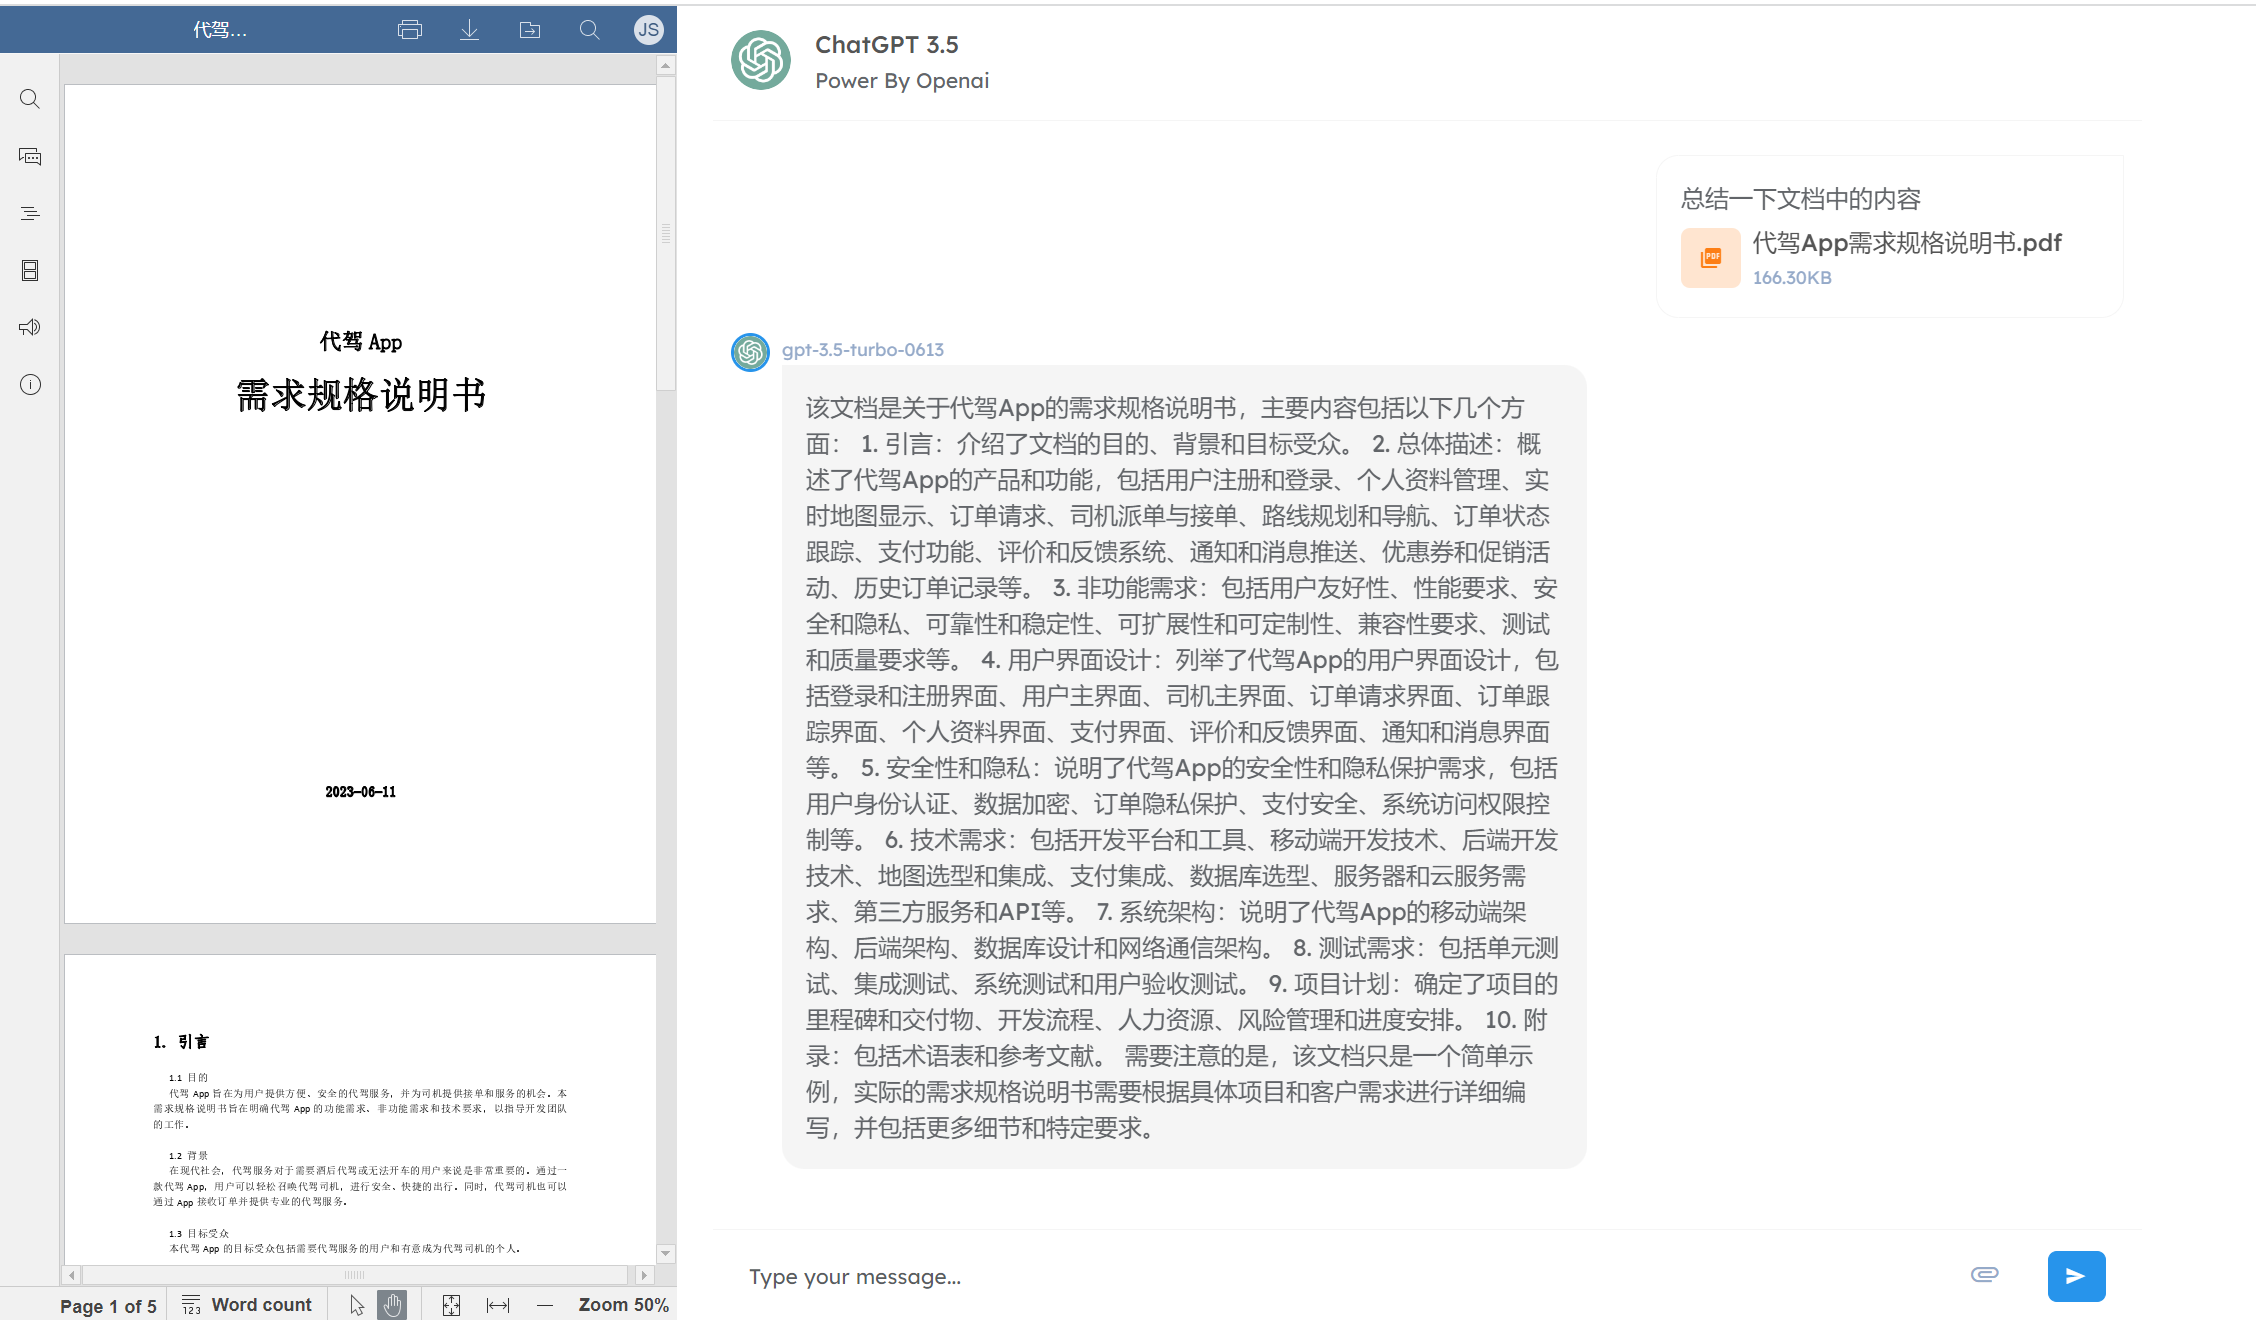 代驾...
JS
代驾 App
需求规格说明书
2023-06-11
1. 引言
1.1 目的
代驾 App 旨在为用户提供方便、安全的代驾服务，并为司机提供接单和服务的机会。本
需求规格说明书旨在明确代驾 App 的功能需求、非功能需求和技术要求，以指导开发团队
的工作。
1.2 背景
在现代社会，代驾服务对于需要酒后代驾或无法开车的用户来说是非常重要的。通过一
款代驾 App，用户可以轻松召唤代驾司机，进行安全、快捷的出行。同时，代驾司机也可以
通过 App 接收订单并提供专业的代驾服务。
1.3 目标受众
本代驾 App 的目标受众包括需要代驾服务的用户和有意成为代驾司机的个人。
Page 1 of 5
123
Word count
Zoom 50%
ChatGPT 3.5
Power By Openai
总结一下文档中的内容
PDF
代驾App需求规格说明书.pdf
166.30KB
gpt-3.5-turbo-0613
该文档是关于代驾App的需求规格说明书，主要内容包括以下几个方
面： 1. 引言：介绍了文档的目的、背景和目标受众。 2. 总体描述：概
述了代驾App的产品和功能，包括用户注册和登录、个人资料管理、实
时地图显示、订单请求、司机派单与接单、路线规划和导航、订单状态
跟踪、支付功能、评价和反馈系统、通知和消息推送、优惠券和促销活
动、历史订单记录等。 3. 非功能需求：包括用户友好性、性能要求、安
全和隐私、可靠性和稳定性、可扩展性和可定制性、兼容性要求、测试
和质量要求等。 4. 用户界面设计：列举了代驾App的用户界面设计，包
括登录和注册界面、用户主界面、司机主界面、订单请求界面、订单跟
踪界面、个人资料界面、支付界面、评价和反馈界面、通知和消息界面
等。 5. 安全性和隐私：说明了代驾App的安全性和隐私保护需求，包括
用户身份认证、数据加密、订单隐私保护、支付安全、系统访问权限控
制等。 6. 技术需求：包括开发平台和工具、移动端开发技术、后端开发
技术、地图选型和集成、支付集成、数据库选型、服务器和云服务需
求、第三方服务和API等。 7. 系统架构：说明了代驾App的移动端架
构、后端架构、数据库设计和网络通信架构。 8. 测试需求：包括单元测
试、集成测试、系统测试和用户验收测试。 9. 项目计划：确定了项目的
里程碑和交付物、开发流程、人力资源、风险管理和进度安排。 10. 附
录：包括术语表和参考文献。 需要注意的是，该文档只是一个简单示
例，实际的需求规格说明书需要根据具体项目和客户需求进行详细编
写，并包括更多细节和特定要求。
Type your message...